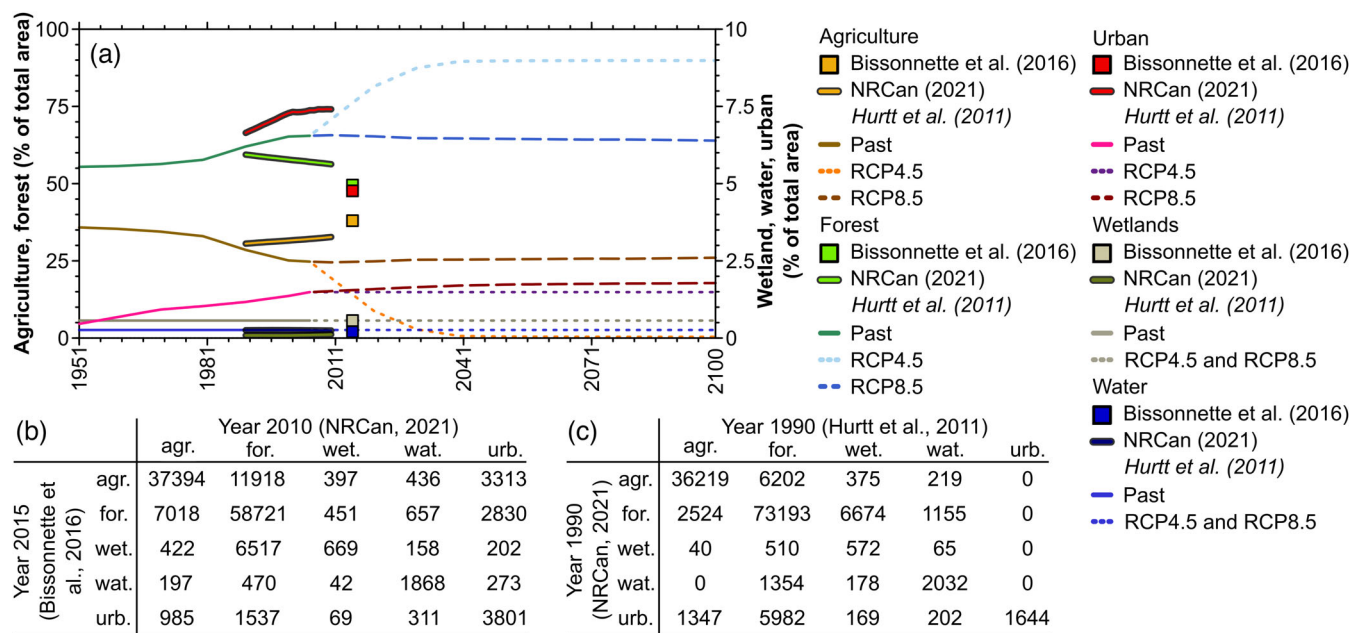 (a)
Agriculture, forest (% of total area)
100
75
50
25
0
10
7.5
5
2.5
0
Wetland, water, urban
(% of total area)
1951
1981
2011
2041
2071
2100
Agriculture
Bissonnette et al. (2016)
NRCan (2021)
Hurtt et al. (2011)
Past
RCP4.5
RCP8.5
Forest
Bissonnette et al. (2016)
NRCan (2021)
Hurtt et al. (2011)
Past
RCP4.5
RCP8.5
Urban
Bissonnette et al. (2016)
NRCan (2021)
Hurtt et al. (2011)
Past
RCP4.5
RCP8.5
Wetlands
Bissonnette et al. (2016)
NRCan (2021)
Hurtt et al. (2011)
Past
RCP4.5 and RCP8.5
Water
Bissonnette et al. (2016)
NRCan (2021)
Hurtt et al. (2011)
Past
RCP4.5 and RCP8.5
(b)
Year 2010 (NRCan, 2021)
agr. for. wet. wat. urb.
Year 2015
(Bissonnette et
al., 2016)
agr. 37394 11918 397 436 3313
for. 7018 58721 451 657 2830
wet. 422 6517 669 158 202
wat. 197 470 42 1868 273
urb. 985 1537 69 311 3801
(c)
Year 1990 (Hurtt et al., 2011)
agr. for. wet. wat. urb.
Year 1990
(NRCan, 2021)
agr. 36219 6202 375 219 0
for. 2524 73193 6674 1155 0
wet. 40 510 572 65 0
wat. 0 1354 178 2032 0
urb. 1347 5982 169 202 1644